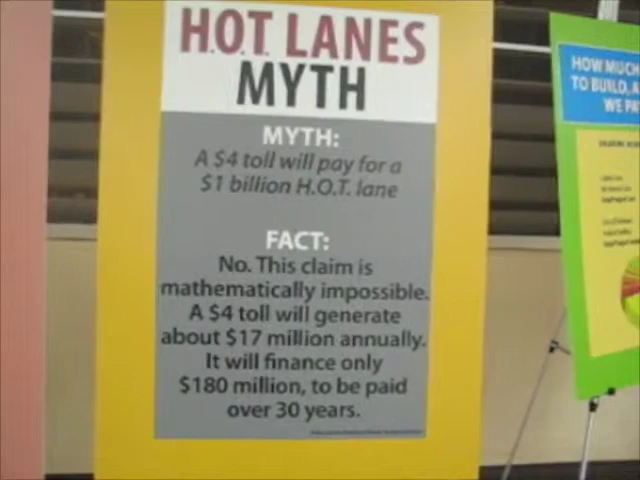 H.O.T. LANES
MYTH
MYTH:
A $4 toll will pay for a
$1 billion H.O.T. lane
FACT:
No. This claim is
mathematically impossible.
A $4 toll will generate
about $17 million annually.
It will finance only
$180 million, to be paid
over 30 years.
HOW MUCH
TO BUILD, A
WE PA